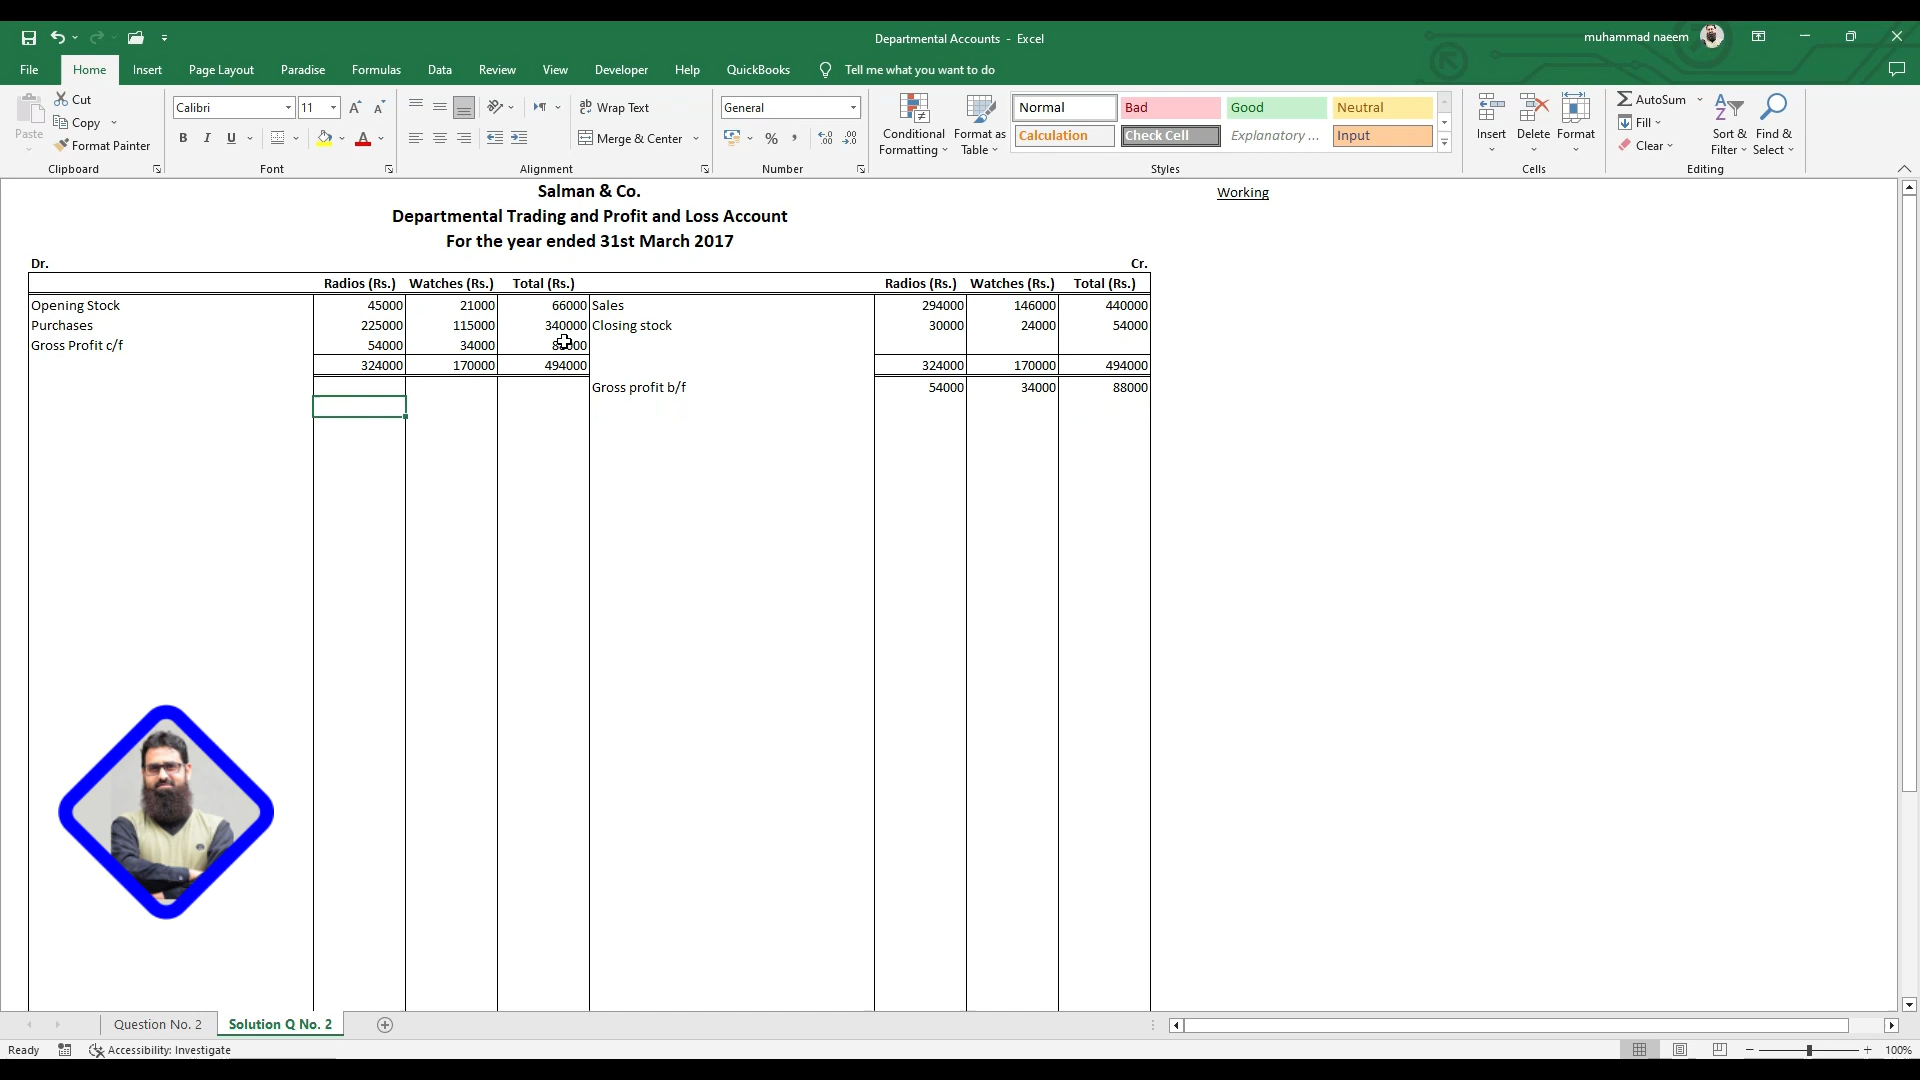 Departmental Accounts - Excel
muhammad naeem
File Home Insert Page Layout Paradise Formulas Data Review View Developer Help QuickBooks Tell me what you want to do
Paste
Cut
Copy
Format Painter
Clipboard
Calibri 11
B I U
Font
Wrap Text
Merge & Center
Alignment
General
%
Number
Conditional Formatting
Format as Table
Normal Bad Good Neutral
Calculation Check Cell Explanatory ... Input
Styles
Insert Delete Format
Cells
AutoSum
Fill
Clear
Sort & Filter
Find & Select
Editing
Salman & Co.
Working
Departmental Trading and Profit and Loss Account
For the year ended 31st March 2017
Dr. Cr.
Radios (Rs.) Watches (Rs.) Total (Rs.) Radios (Rs.) Watches (Rs.) Total (Rs.)
Opening Stock 45000 21000 66000 Sales 294000 146000 440000
Purchases 225000 115000 340000 Closing stock 30000 24000 54000
Gross Profit c/f 54000 34000
324000 170000 494000 324000 170000 494000
Gross profit b/f 54000 34000 88000
Question No. 2 Solution Q No. 2
Ready Accessibility: Investigate 100%